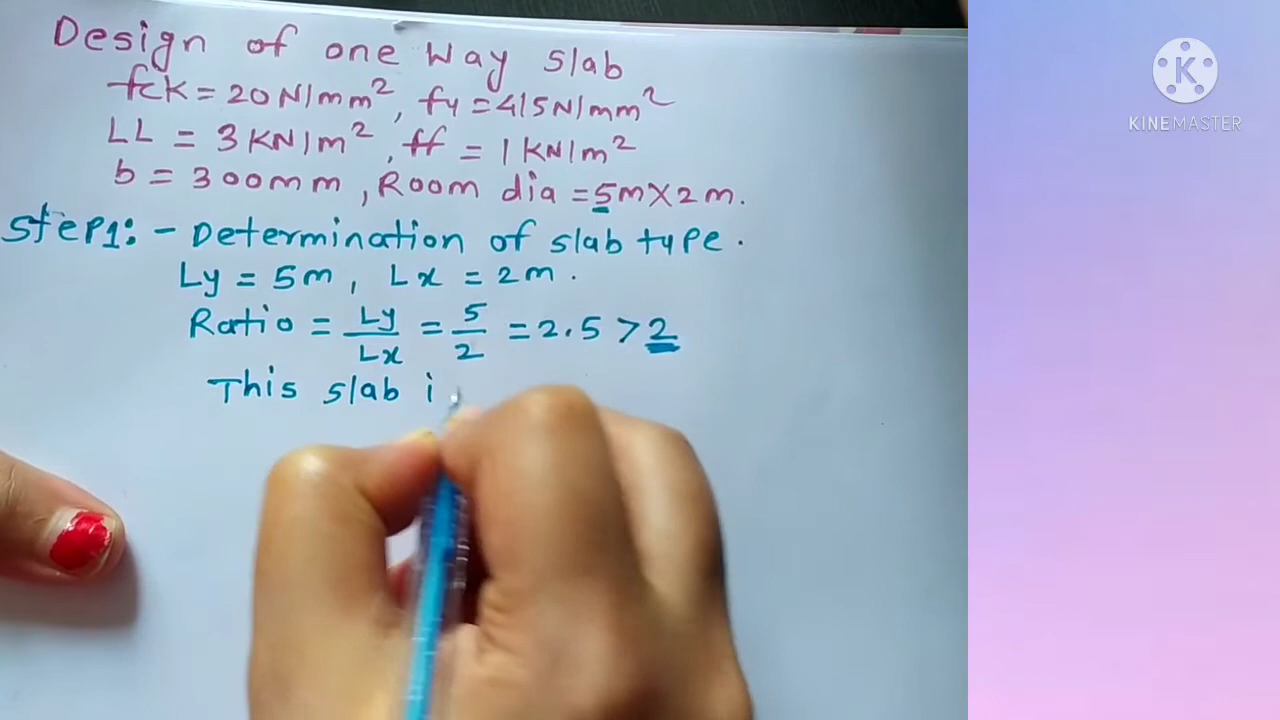 Design of one way slab
fck = 20 N/mm², fy = 415 N/mm²
LL = 3 KN/m², ff = 1 KN/m²
b = 300mm, Room dia = 5m X 2m.
Step1: - Determination of slab type.
Ly = 5m, Lx = 2m.
Ratio = Ly/Lx = 5/2 = 2.5 > 2
This slab i
K
KINEMASTER